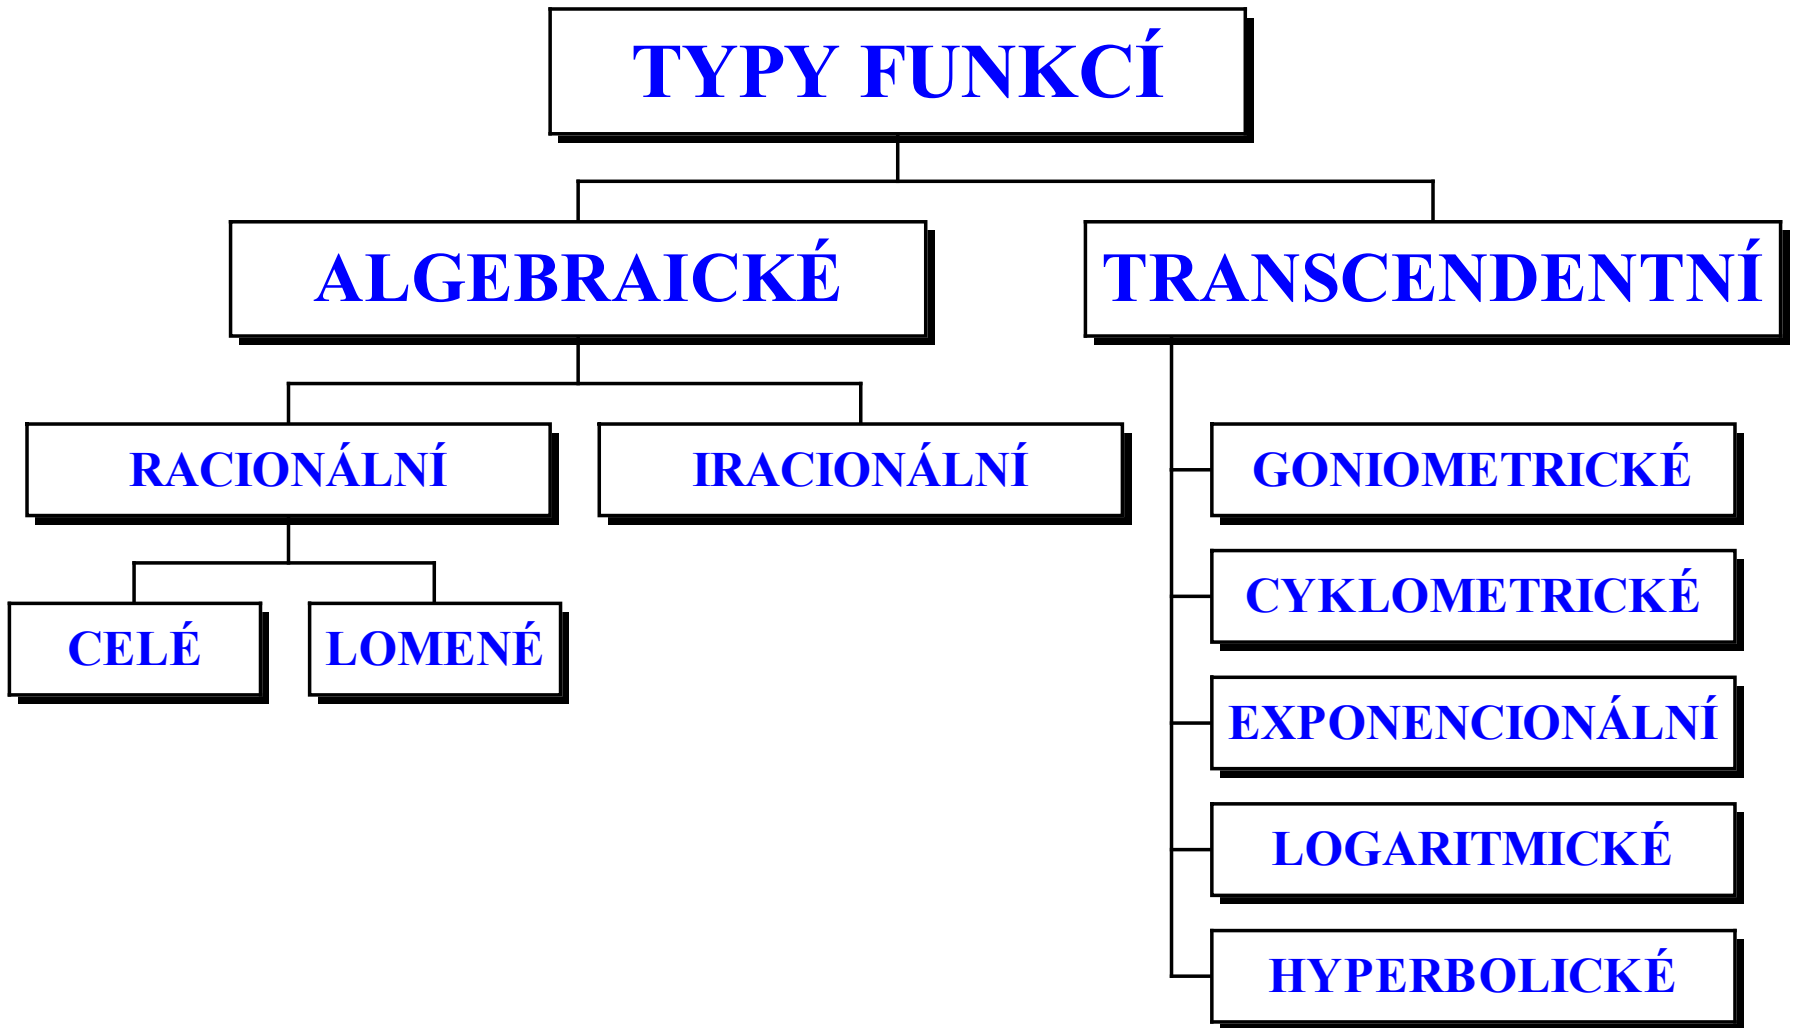 TYPY FUNKCÍ
ALGEBRAICKÉ
TRANSCENDENTNÍ
RACIONÁLNÍ
IRACIONÁLNÍ
CELÉ
LOMENÉ
GONIOMETRICKÉ
CYKLOMETRICKÉ
EXPONENCIONÁLNÍ
LOGARITMICKÉ
HYPERBOLICKÉ